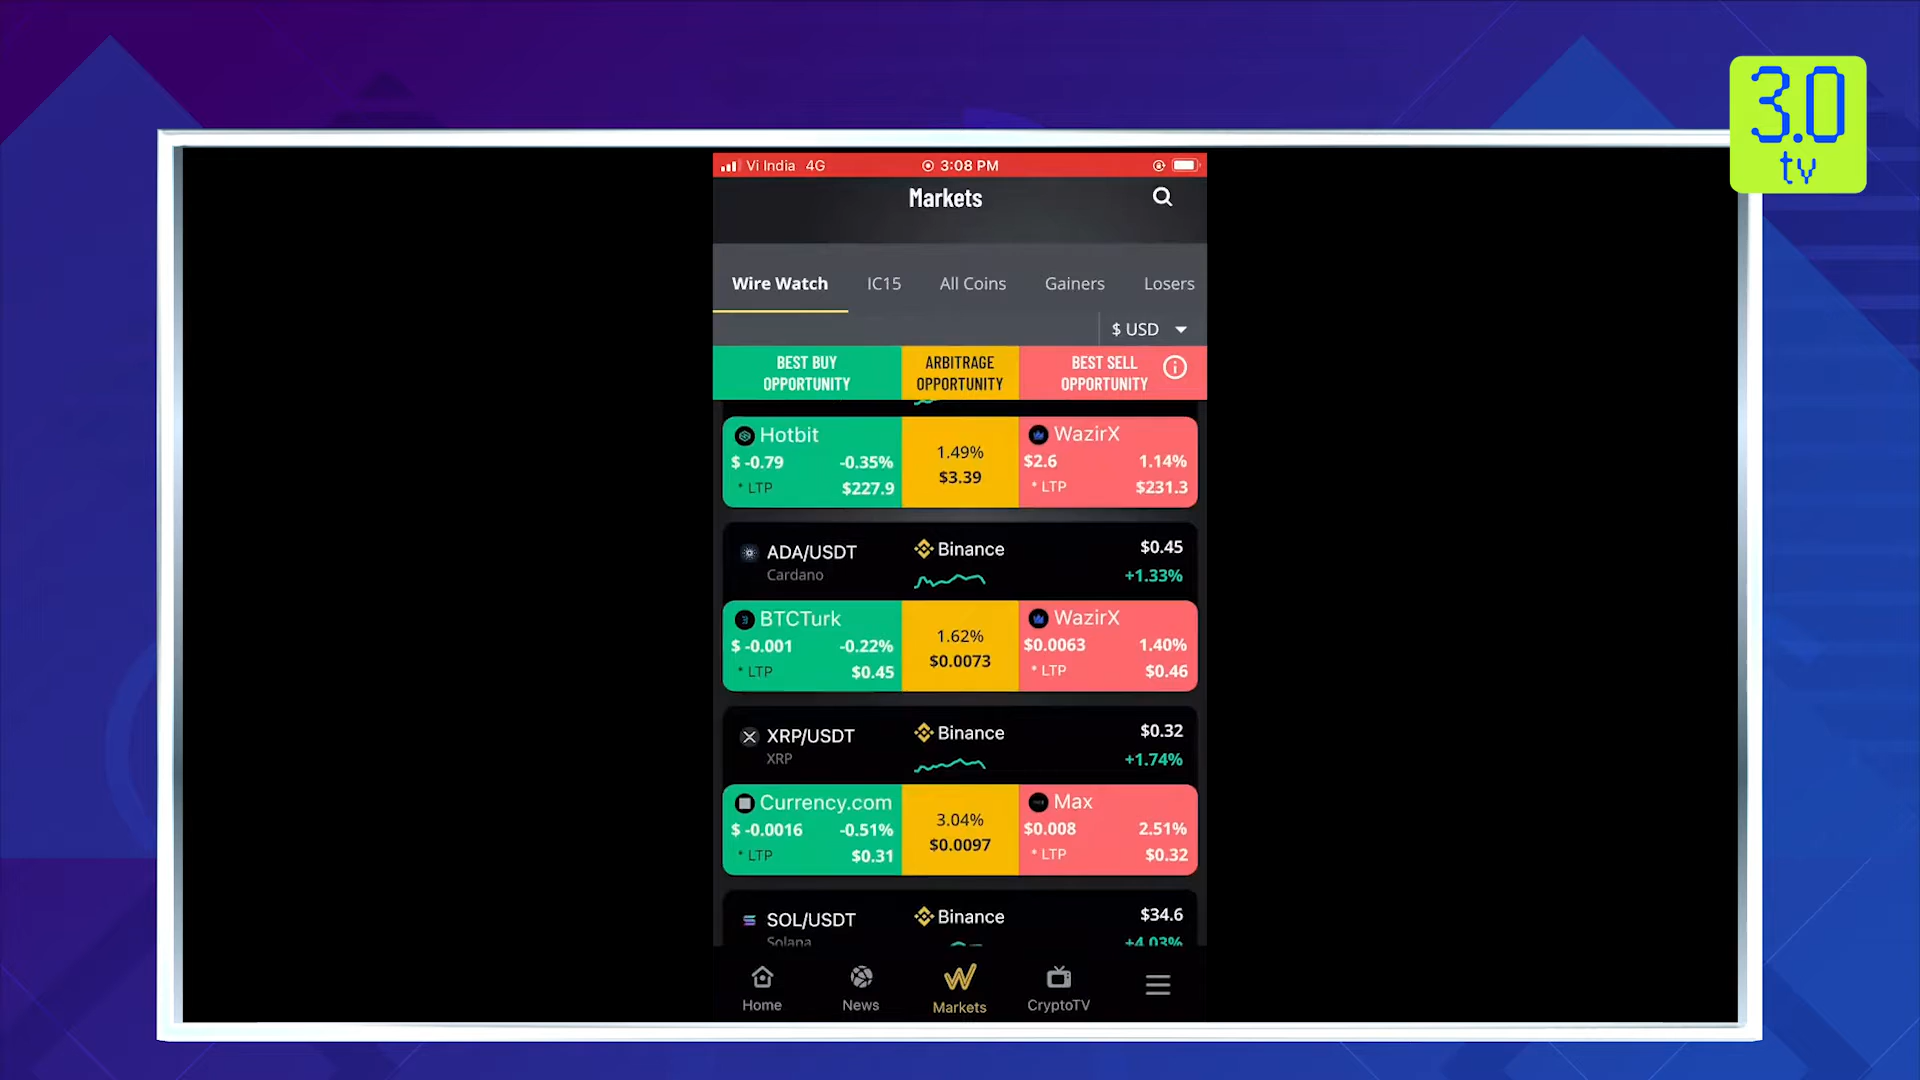 3.0
tv
Vi India 4G
3:08 PM
Markets
Wire Watch IC15 All Coins Gainers Losers
$ USD
BEST BUY OPPORTUNITY
ARBITRAGE OPPORTUNITY
BEST SELL OPPORTUNITY
Hotbit
$ -0.79 -0.35%
* LTP $227.9
1.49%
$3.39
WazirX
$2.6 1.14%
* LTP $231.3
ADA/USDT Binance $0.45
Cardano +1.33%
BTCTurk
$ -0.001 -0.22%
* LTP $0.45
1.62%
$0.0073
WazirX
$0.0063 1.40%
* LTP $0.46
XRP/USDT Binance $0.32
XRP +1.74%
Currency.com
$ -0.0016 -0.51%
* LTP $0.31
3.04%
$0.0097
Max
$0.008 2.51%
* LTP $0.32
SOL/USDT Binance $34.6
Solana +4.03%
Home News Markets CryptoTV